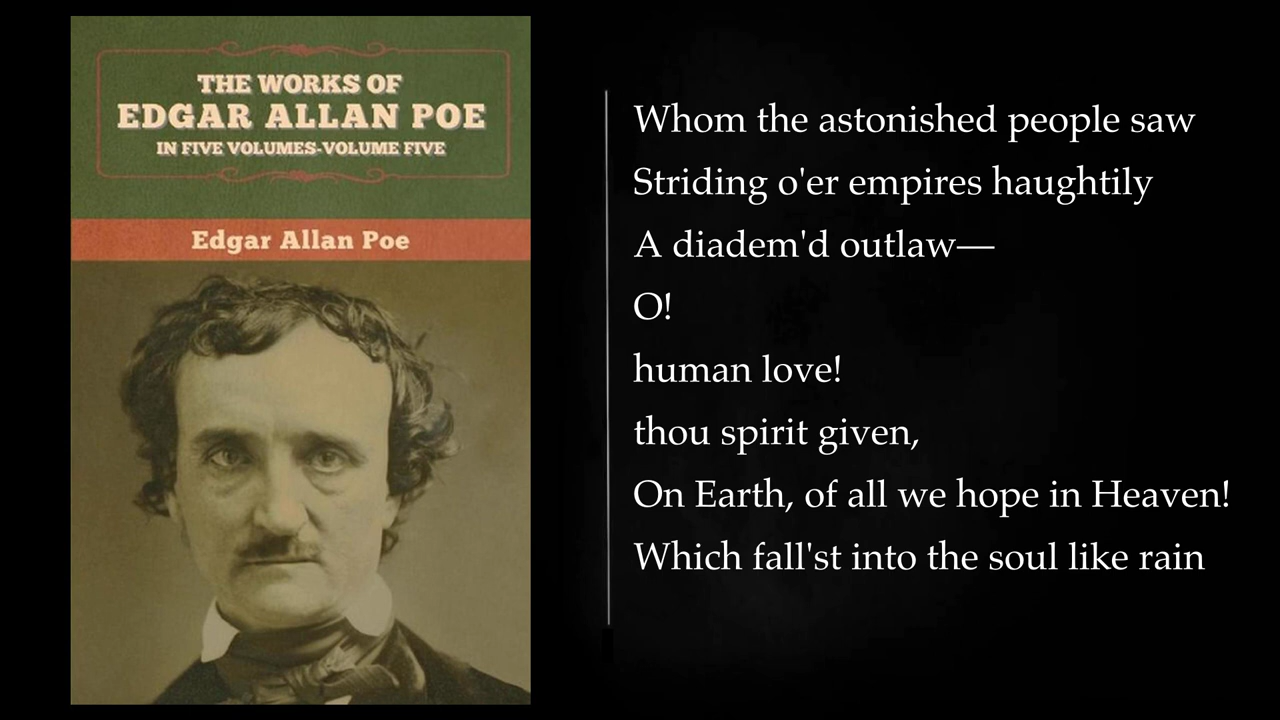 THE WORKS OF
EDGAR ALLAN POE
IN FIVE VOLUMES-VOLUME FIVE
Edgar Allan Poe
Whom the astonished people saw
Striding o'er empires haughtily
A diadem'd outlaw—
O!
human love!
thou spirit given,
On Earth, of all we hope in Heaven!
Which fall'st into the soul like rain